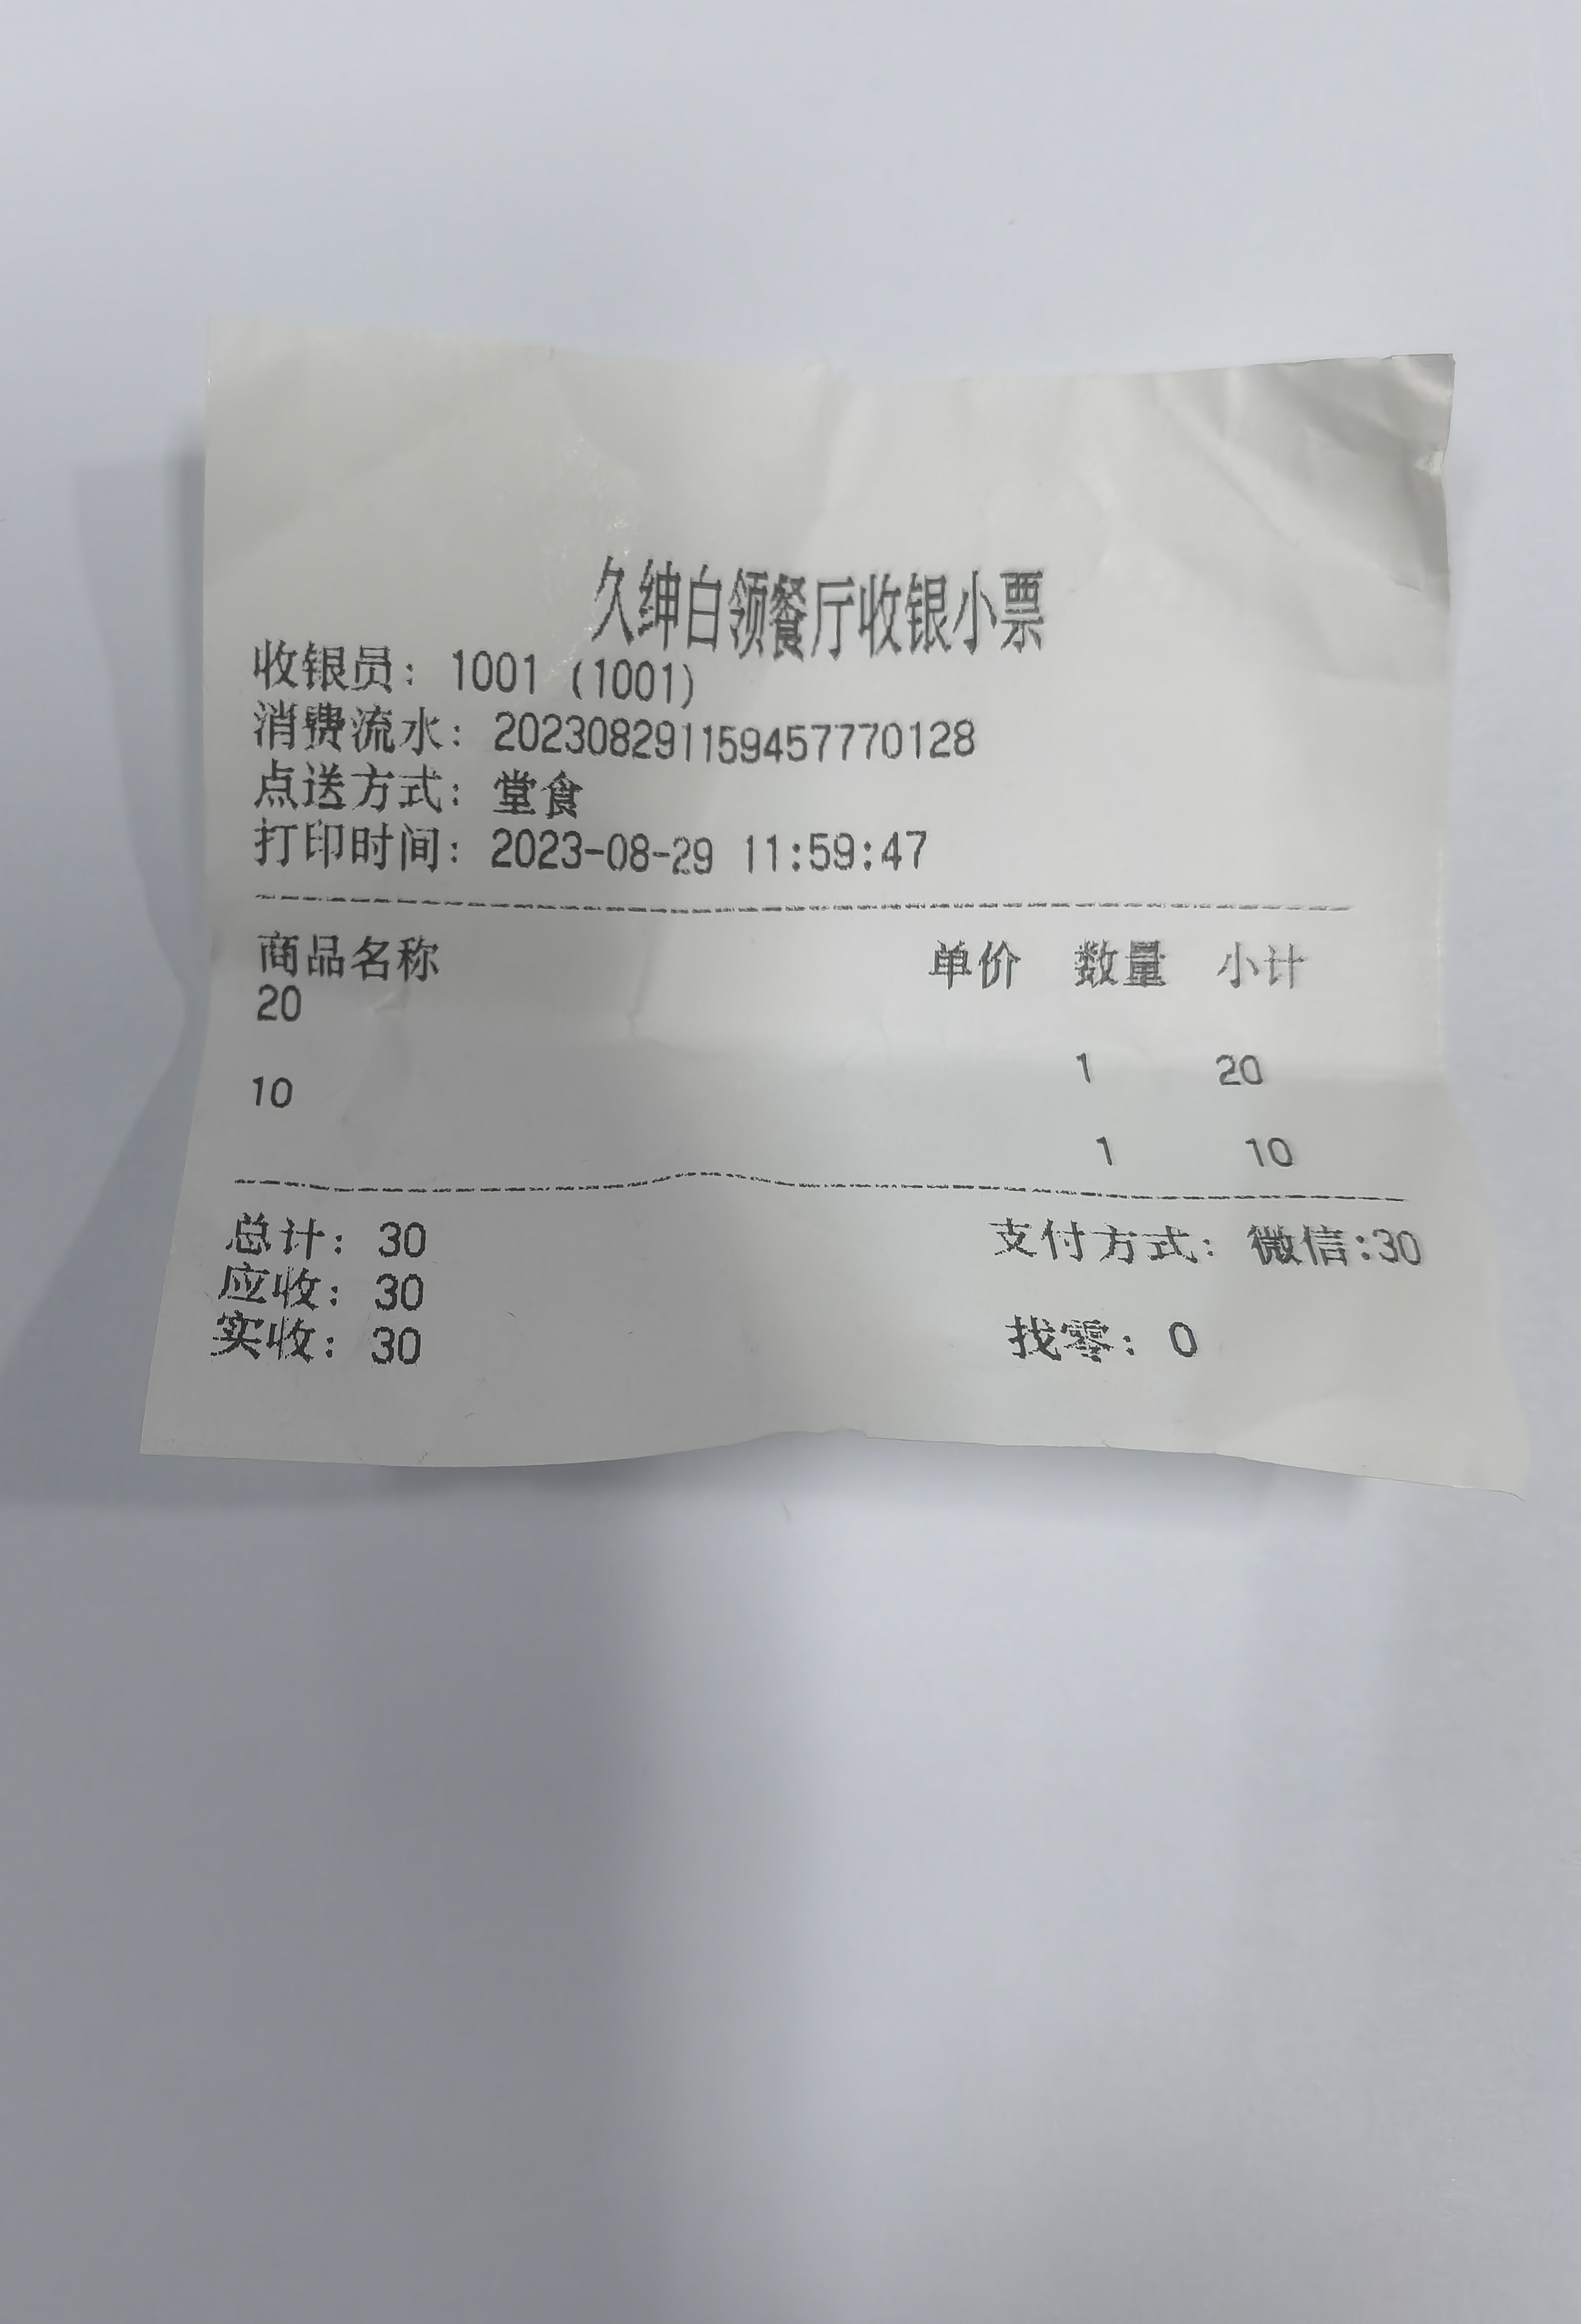 久绅白领餐厅收银小票
收银员: 1001 (1001)
消费流水: 2023082911594577​70128
点送方式: 堂食
打印时间: 2023-08-29 11:59:47
商品名称 单价 数量 小计
20
1 20
10
1 10
总计: 30 支付方式: 微信:30
应收: 30
实收: 30 找零: 0